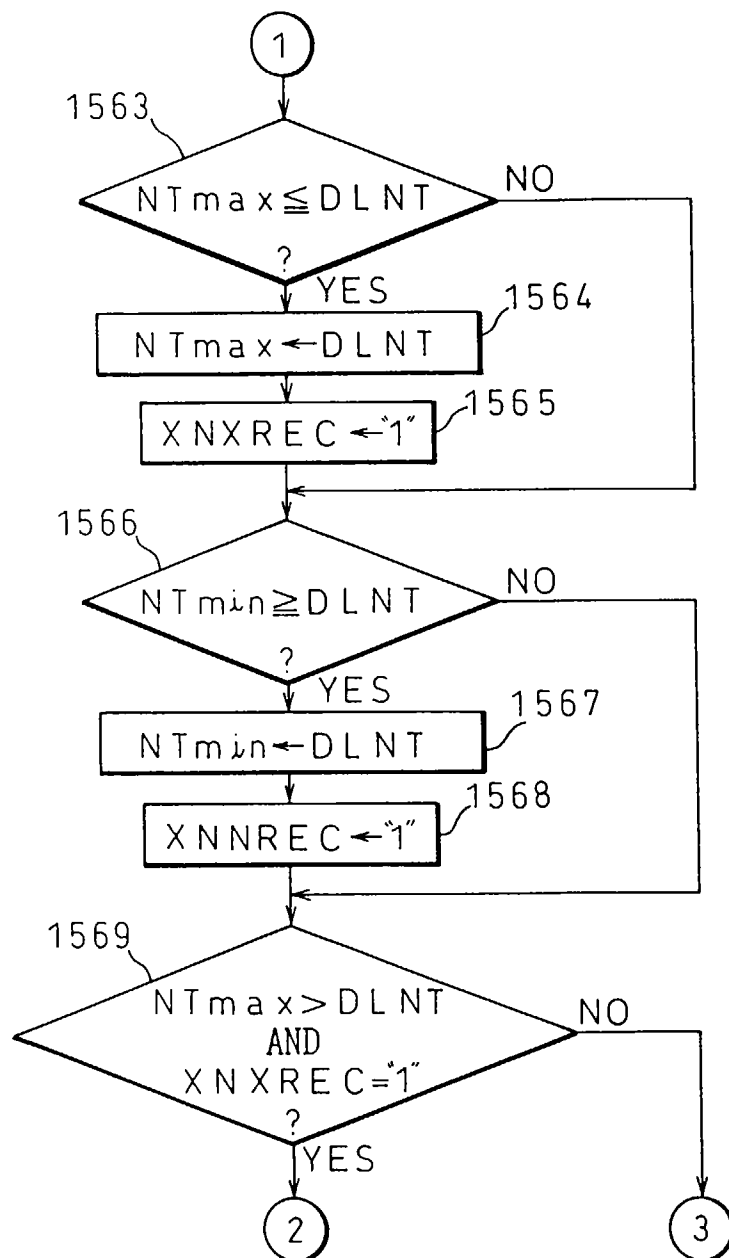 1
1563
NTmax≦DLNT
NO
?
YES
1564
NTmax←DLNT
1565
XNXREC←"1"
1566
NTmin≧DLNT
NO
?
YES
1567
NTmin←DLNT
1568
XNNREC←"1"
1569
NTmax>DLNT
NO
AND
XNXREC="1"
?
YES
2
3